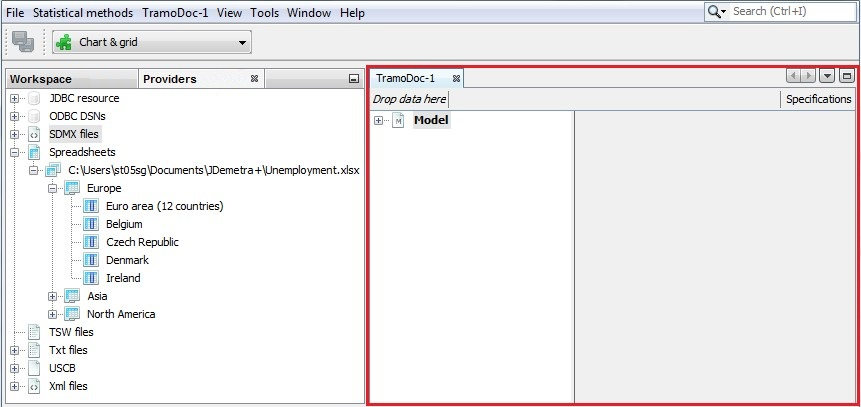 File Statistical methods TramoDoc-1 View Tools Window Help Search (Ctrl+I)
Chart & grid
Workspace Providers
JDBC resource
ODBC DSNs
SDMX files
Spreadsheets
C:\Users\st05sg\Documents\JDemetra+\Unemployment.xlsx
Europe
Euro area (12 countries)
Belgium
Czech Republic
Denmark
Ireland
Asia
North America
TSW files
Txt files
USCB
Xml files
TramoDoc-1
Drop data here Specifications
M Model